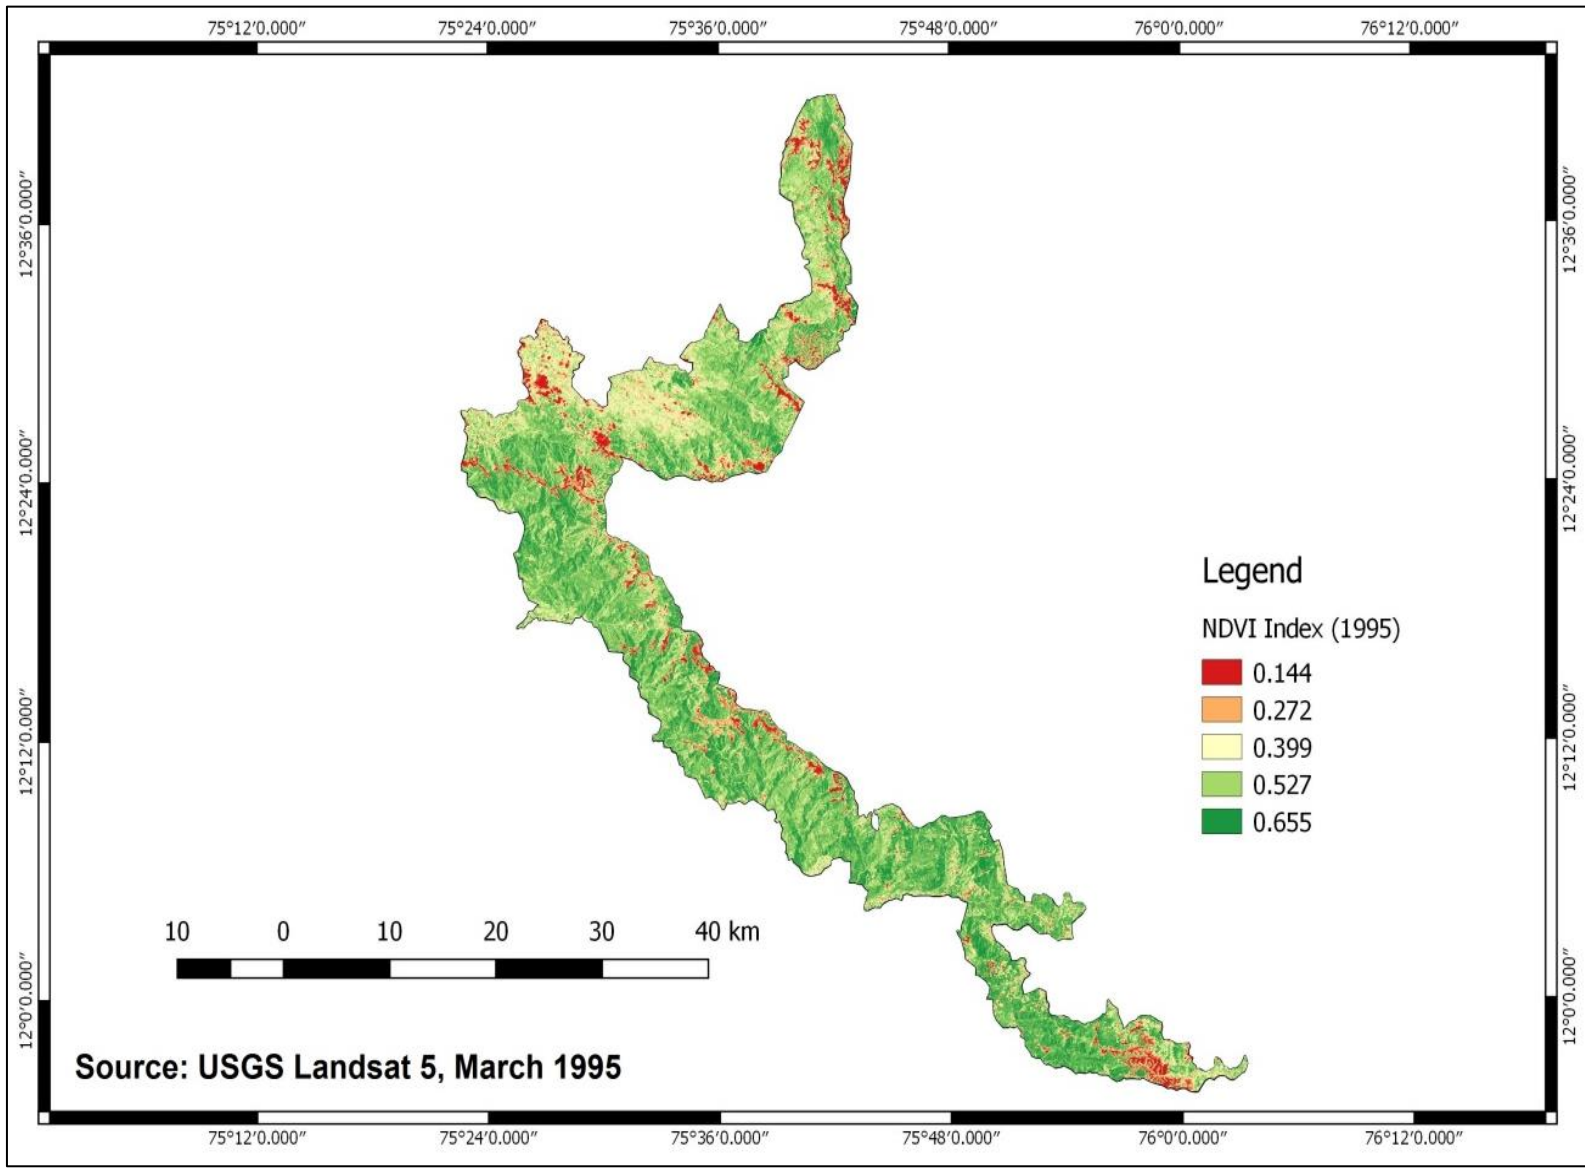 75°12′0.000″ 75°24′0.000″ 75°36′0.000″ 75°48′0.000″ 76°0′0.000″ 76°12′0.000″
12°36′0.000″ 12°36′0.000″
12°24′0.000″ 12°24′0.000″
Legend
NDVI Index (1995)
0.144
0.272
0.399
0.527
0.655
12°12′0.000″ 12°12′0.000″
10 0 10 20 30 40 km
12°0′0.000″ 12°0′0.000″
Source: USGS Landsat 5, March 1995
75°12′0.000″ 75°24′0.000″ 75°36′0.000″ 75°48′0.000″ 76°0′0.000″ 76°12′0.000″